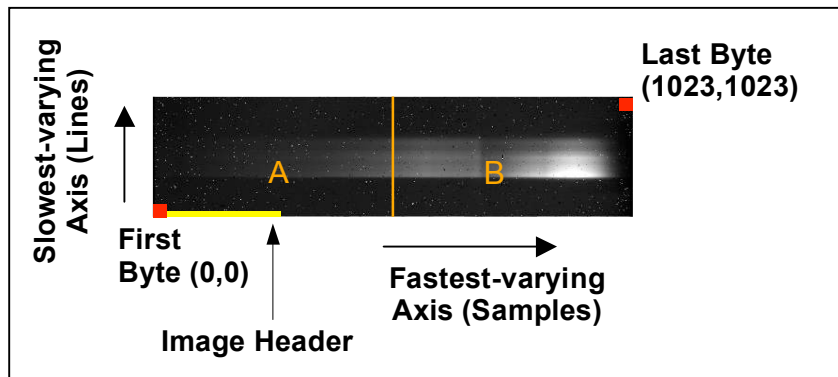 Slowest-varying
Axis (Lines)
Last Byte
(1023,1023)
A
B
First
Byte (0,0)
Fastest-varying
Axis (Samples)
Image Header